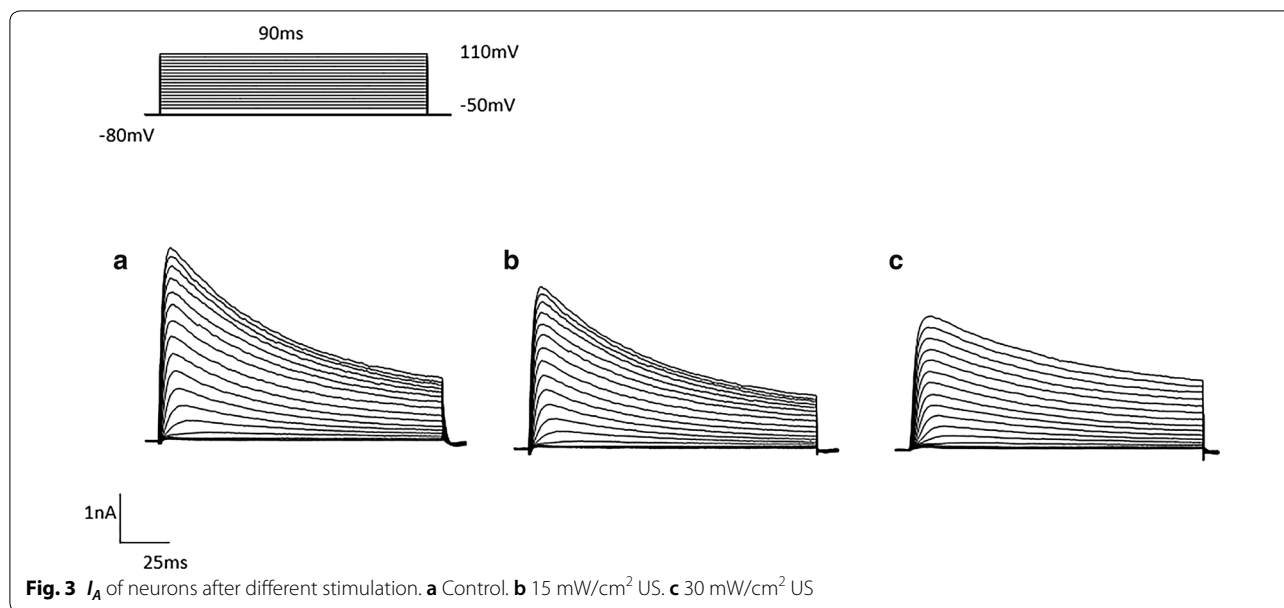 90ms
110mV
-50mV
-80mV
a
b
c
1nA
25ms
Fig. 3 I_A of neurons after different stimulation. a Control. b 15 mW/cm² US. c 30 mW/cm² US